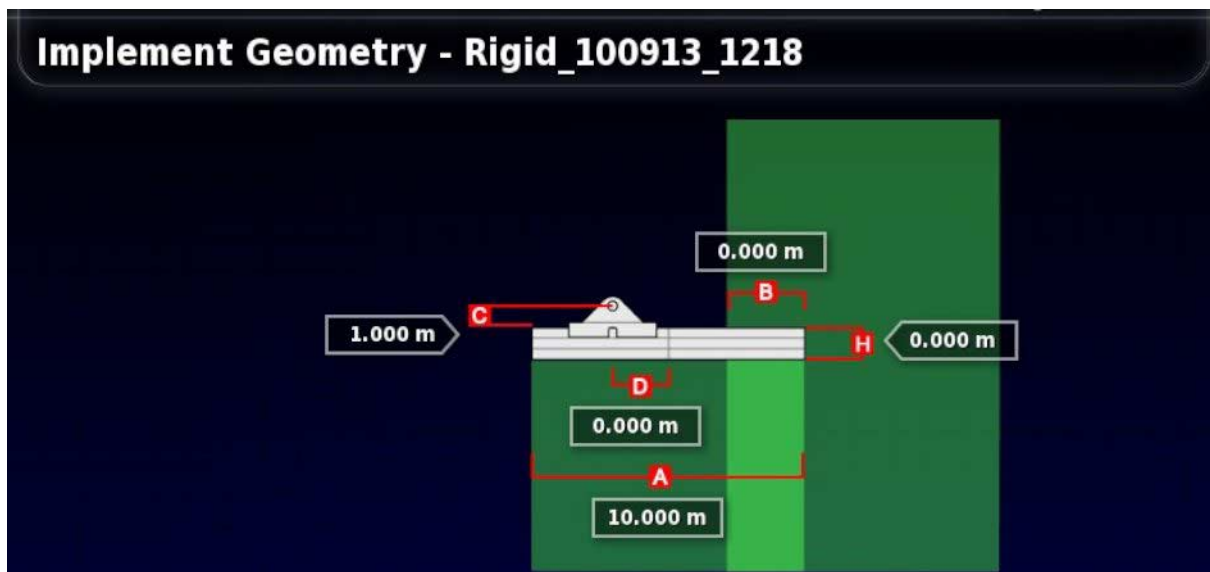 Implement Geometry - Rigid_100913_1218
0.000 m
B
C
1.000 m
H
0.000 m
D
0.000 m
A
10.000 m